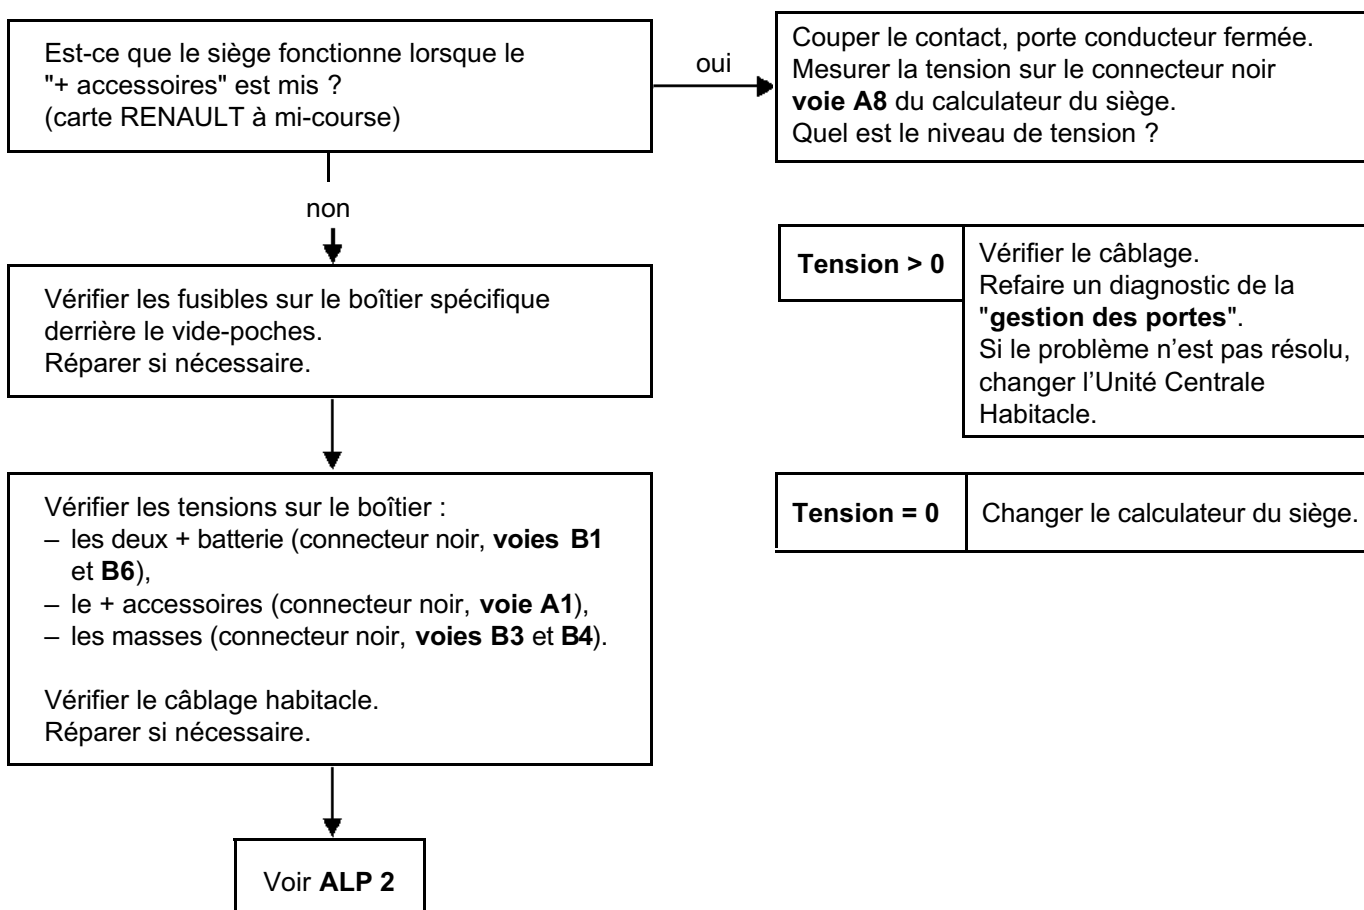 Est-ce que le siège fonctionne lorsque le
"+ accessoires" est mis ?
(carte RENAULT à mi-course)
oui
Couper le contact, porte conducteur fermée.
Mesurer la tension sur le connecteur noir
voie A8 du calculateur du siège.
Quel est le niveau de tension ?
non
Vérifier les fusibles sur le boîtier spécifique
derrière le vide-poches.
Réparer si nécessaire.
Tension > 0
Vérifier le câblage.
Refaire un diagnostic de la
"gestion des portes".
Si le problème n'est pas résolu,
changer l'Unité Centrale
Habitacle.
Vérifier les tensions sur le boîtier :
– les deux + batterie (connecteur noir, voies B1
et B6),
– le + accessoires (connecteur noir, voie A1),
– les masses (connecteur noir, voies B3 et B4).
Vérifier le câblage habitacle.
Réparer si nécessaire.
Tension = 0
Changer le calculateur du siège.
Voir ALP 2